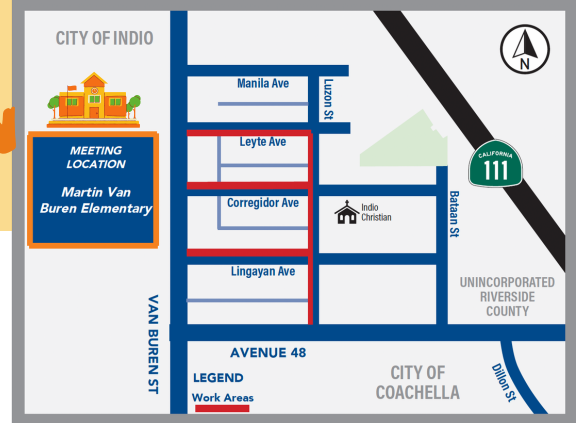 CITY OF INDIO
N
Manila Ave
Luzon St
Leyte Ave
CALIFORNIA
111
MEETING
LOCATION
Martin Van
Buren Elementary
Corregidor Ave
Indio
Christian
Bataan St
Lingayan Ave
UNINCORPORATED
RIVERSIDE
COUNTY
VAN BUREN ST
AVENUE 48
CITY OF
COACHELLA
Dillon St
LEGEND
Work Areas